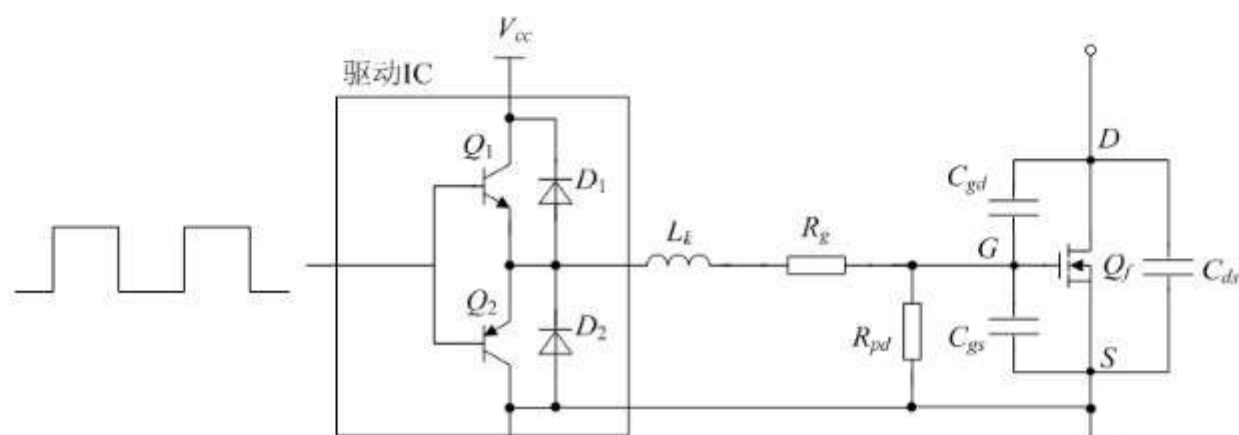 V_cc
驱动IC
Q_1
D_1
L_k
R_g
C_gd
D
G
Q_f
C_ds
Q_2
D_2
R_pd
C_gs
S